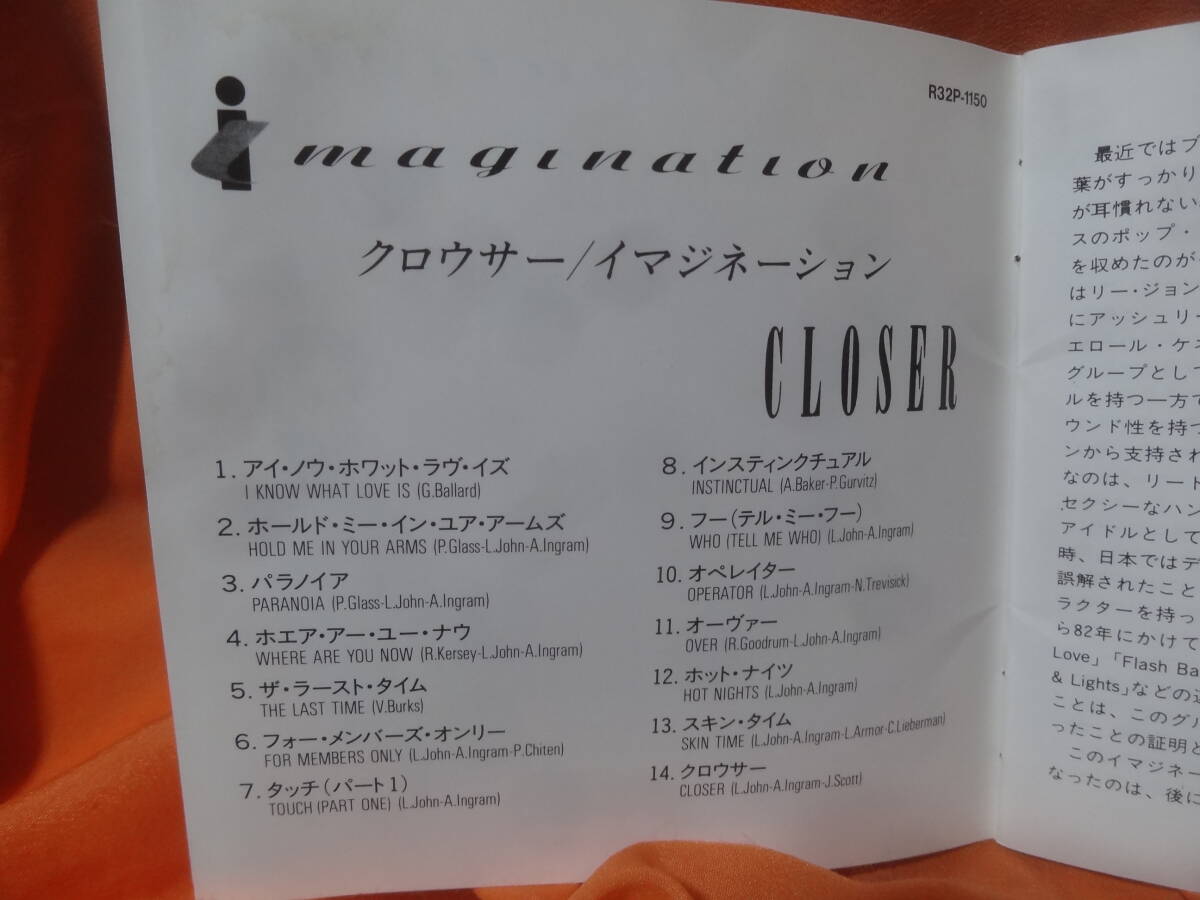 R32P-1150
imagination
クロウサー/イマジネーション
CLOSER
1. アイ・ノウ・ホワット・ラヴ・イズ
I KNOW WHAT LOVE IS (G.Ballard)
2. ホールド・ミー・イン・ユア・アームズ
HOLD ME IN YOUR ARMS (P.Glass-L.John-A.Ingram)
3. パラノイア
PARANOIA (P.Glass-L.John-A.Ingram)
4. ホエア・アー・ユー・ナウ
WHERE ARE YOU NOW (R.Kersey-L.John-A.Ingram)
5. ザ・ラースト・タイム
THE LAST TIME (V.Burks)
6. フォー・メンバーズ・オンリー
FOR MEMBERS ONLY (L.John-A.Ingram-P.Chiten)
7. タッチ(パート1)
TOUCH (PART ONE) (L.John-A.Ingram)
8. インスティンクチュアル
INSTINCTUAL (A.Baker-P.Gurvitz)
9. フー(テル・ミー・フー)
WHO (TELL ME WHO) (L.John-A.Ingram)
10. オペレイター
OPERATOR (L.John-A.Ingram-N.Trevisick)
11. オーヴァー
OVER (R.Goodrum-L.John-A.Ingram)
12. ホット・ナイツ
HOT NIGHTS (L.John-A.Ingram)
13. スキン・タイム
SKIN TIME (L.John-A.Ingram-L.Armor-C.Lieberman)
14. クロウサー
CLOSER (L.John-A.Ingram-J.Scott)
最近ではブ
葉がすっかり
が耳慣れない
スのポップ・
を収めたのが
はリー・ジョン
にアッシュリー
エロール・ケネ
グループとして
ルを持つ一方で
ウンド性を持つ
ンから支持され
なのは、リート
セクシーなハン
アイドルとして
時、日本ではデ
誤解されたこと
ラクターを持っ
ら82年にかけて
Love」「Flash Ba
& Lights」などの
ことは、このグル
ったことの証明と
このイマジネー
なったのは、後に